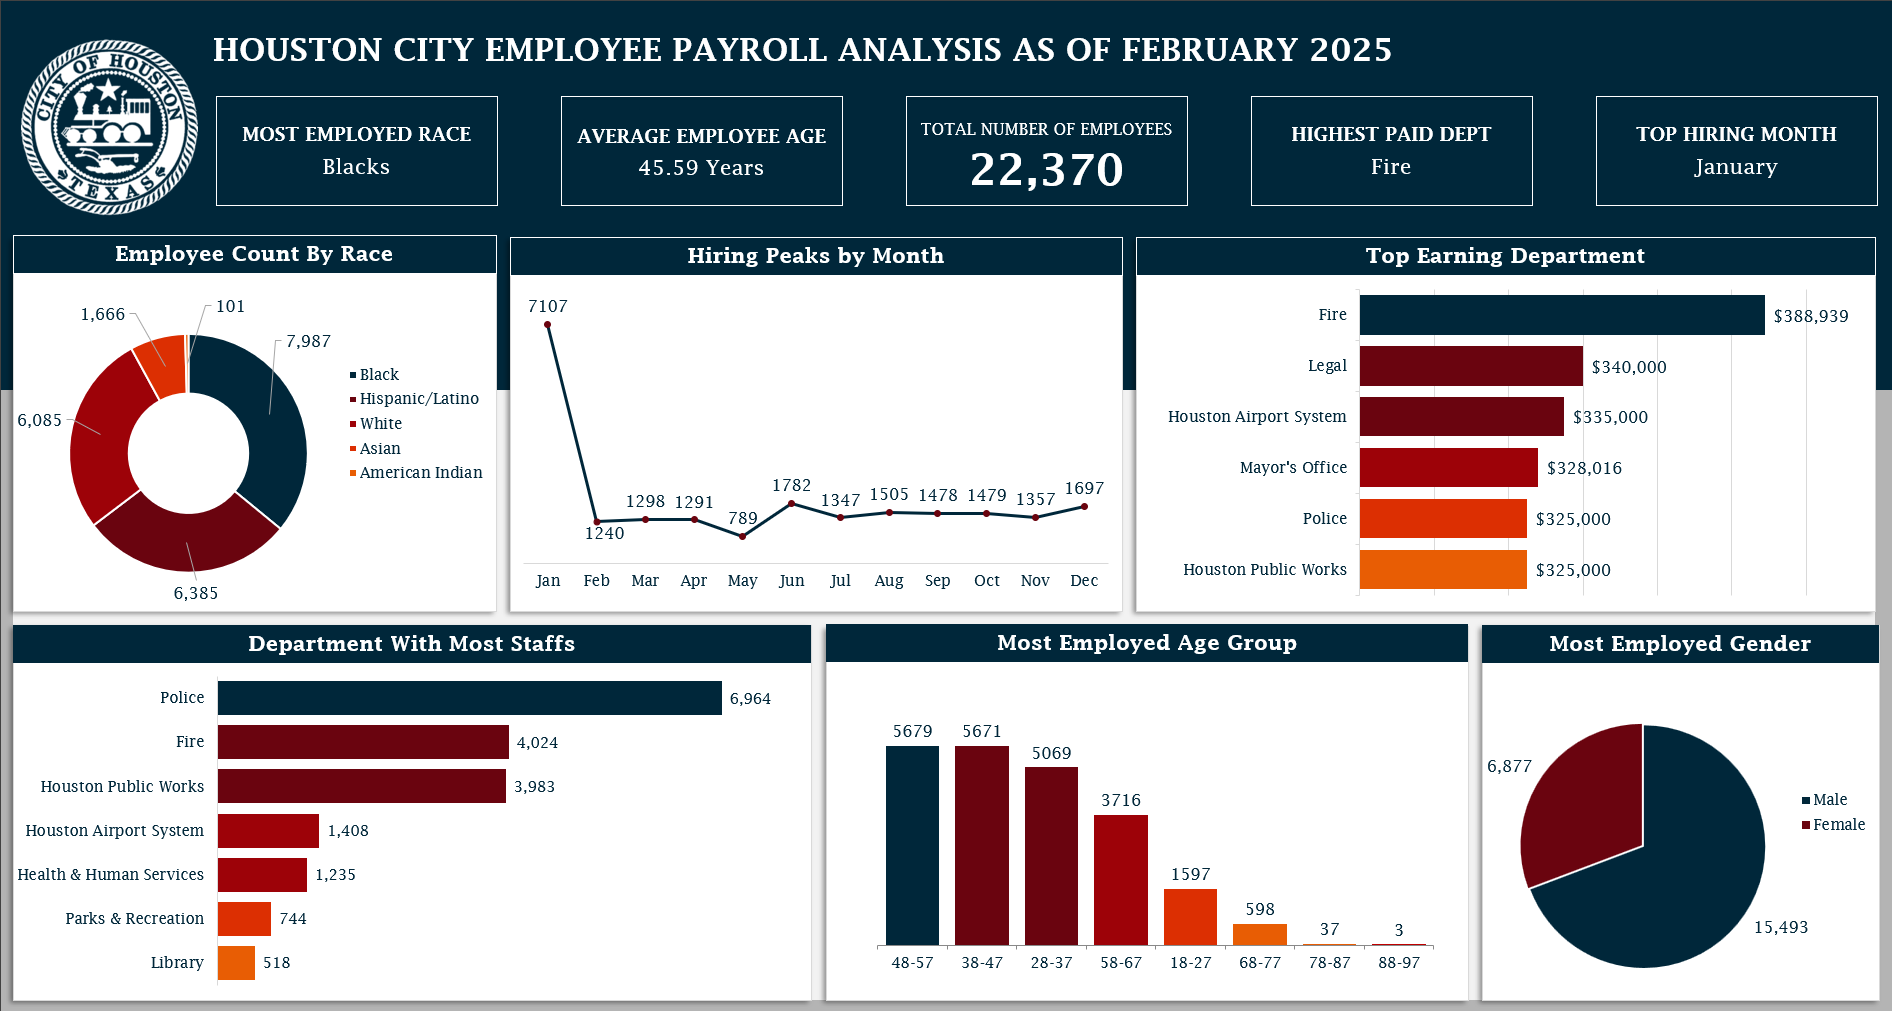 HOUSTON CITY EMPLOYEE PAYROLL ANALYSIS AS OF FEBRUARY 2025
CITY OF HOUSTON
TEXAS
MOST EMPLOYED RACE
Blacks
AVERAGE EMPLOYEE AGE
45.59 Years
TOTAL NUMBER OF EMPLOYEES
22,370
HIGHEST PAID DEPT
Fire
TOP HIRING MONTH
January
Employee Count By Race
101
1,666
7,987
6,085
6,385
Black
Hispanic/Latino
White
Asian
American Indian
Hiring Peaks by Month
7107
1240
1298
1291
789
1782
1347
1505
1478
1479
1357
1697
Jan Feb Mar Apr May Jun Jul Aug Sep Oct Nov Dec
Top Earning Department
Fire $388,939
Legal $340,000
Houston Airport System $335,000
Mayor's Office $328,016
Police $325,000
Houston Public Works $325,000
Department With Most Staffs
Police 6,964
Fire 4,024
Houston Public Works 3,983
Houston Airport System 1,408
Health & Human Services 1,235
Parks & Recreation 744
Library 518
Most Employed Age Group
5679 5671 5069 3716 1597 598 37 3
48-57 38-47 28-37 58-67 18-27 68-77 78-87 88-97
Most Employed Gender
6,877
15,493
Male
Female